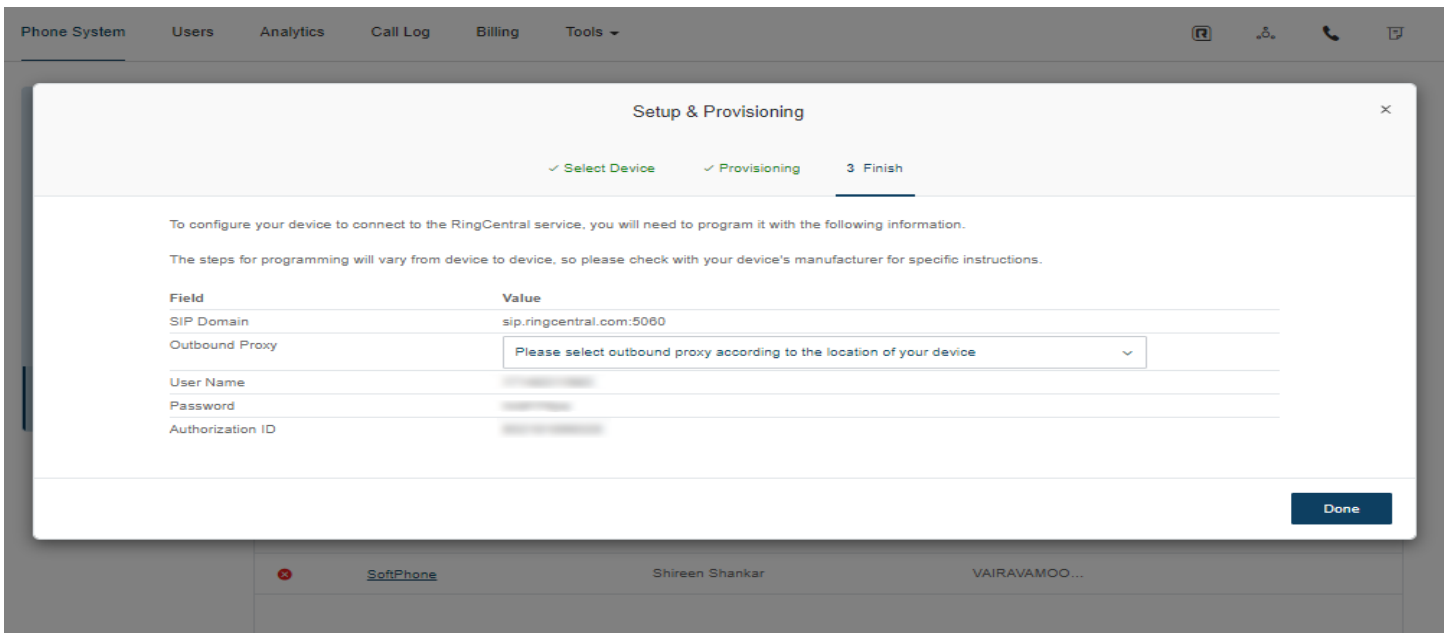 Phone System Users Analytics Call Log Billing Tools
Setup & Provisioning
Select Device Provisioning 3 Finish
To configure your device to connect to the RingCentral service, you will need to program it with the following information.
The steps for programming will vary from device to device, so please check with your device's manufacturer for specific instructions.
Field Value
SIP Domain sip.ringcentral.com:5060
Outbound Proxy Please select outbound proxy according to the location of your device
User Name
Password
Authorization ID
Done
SoftPhone Shireen Shankar VAIRAVAMOO...